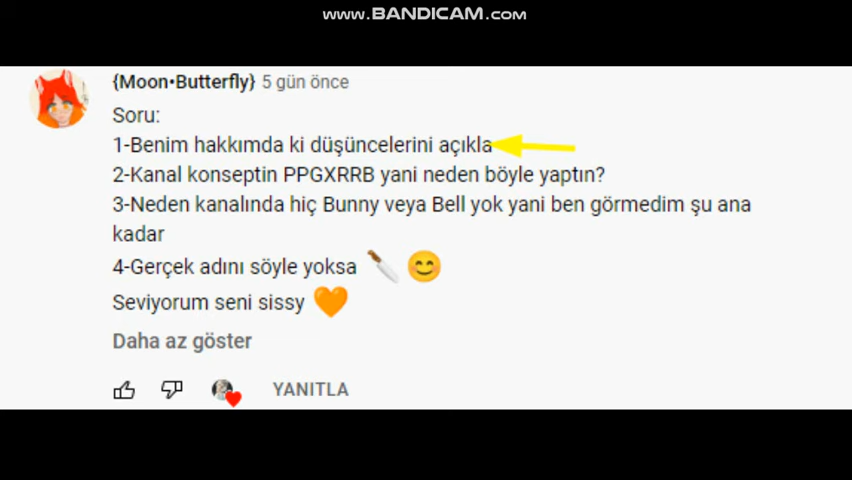 www.BANDICAM.com
{Moon•Butterfly} 5 gün önce
Soru:
1-Benim hakkımda ki düşüncelerini açıkla
2-Kanal konseptin PPGXRRB yani neden böyle yaptın?
3-Neden kanalında hiç Bunny veya Bell yok yani ben görmedim şu ana
kadar
4-Gerçek adını söyle yoksa 🔪 😊
Seviyorum seni sissy 🧡
Daha az göster
YANITLA